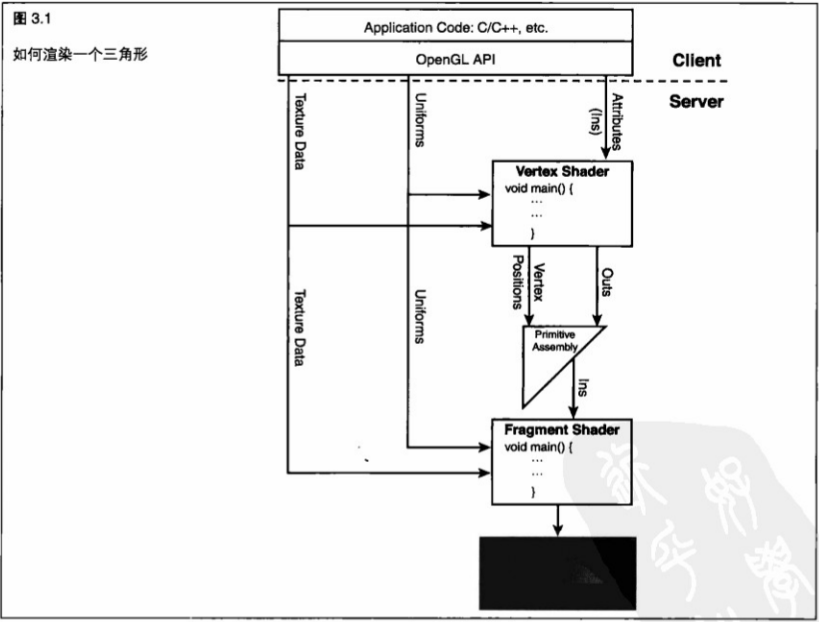 图 3.1
如何渲染一个三角形
Application Code: C/C++, etc.
OpenGL API
Client
Server
Texture Data
Uniforms
Attributes
(Ins)
Vertex Shader
void main() {
...
...
}
Texture Data
Uniforms
Vertex
Positions
Outs
Primitive
Assembly
Ins
Fragment Shader
void main() {
...
...
}